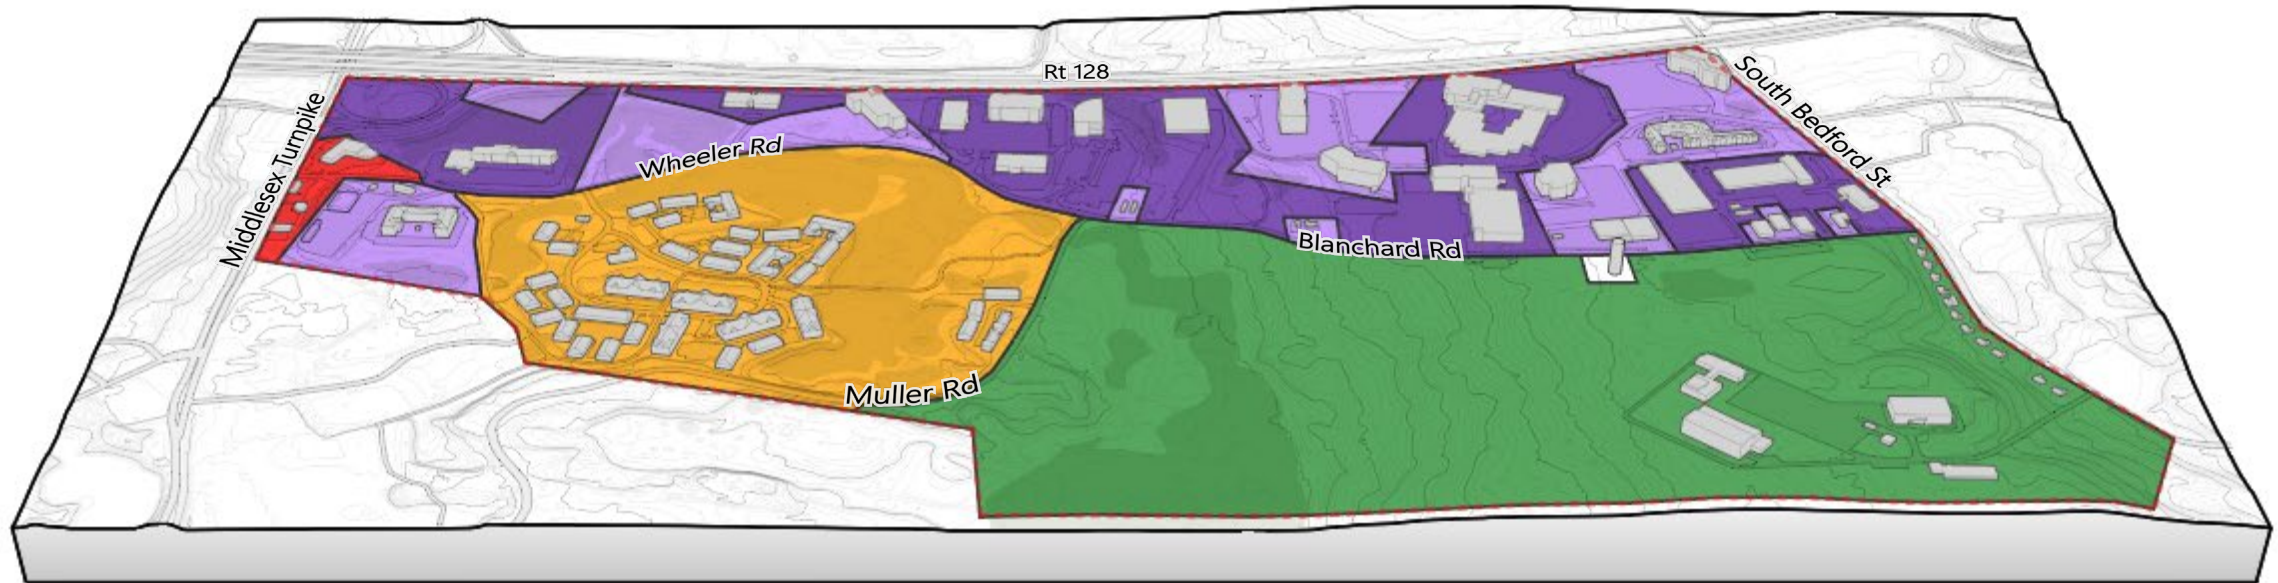 Rt 128
South Bedford St
Middlesex Turnpike
Wheeler Rd
Blanchard Rd
Muller Rd